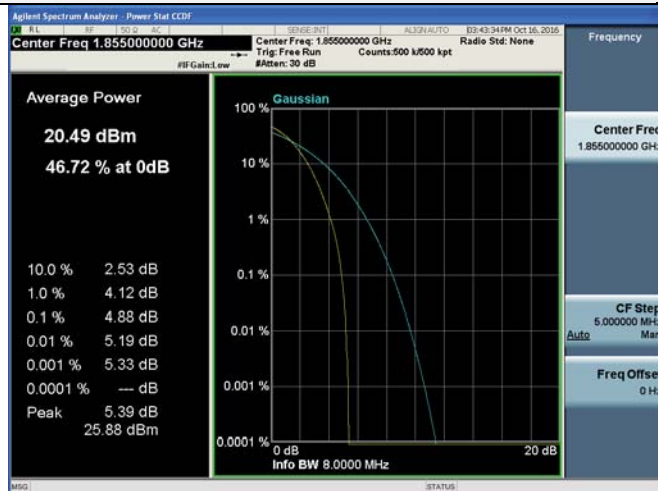 Agilent Spectrum Analyzer - Power Stat CCDF
RL RF 50 Ω AC SENSE:INT ALIGN AUTO 03:43:34 PM Oct 16, 2016
Center Freq 1.855000000 GHz
Center Freq: 1.855000000 GHz Radio Std: None
Trig: Free Run Counts:500 k/500 kpt
#IFGain:Low #Atten: 30 dB
Frequency
Average Power
20.49 dBm
46.72 % at 0dB
10.0 % 2.53 dB
1.0 % 4.12 dB
0.1 % 4.88 dB
0.01 % 5.19 dB
0.001 % 5.33 dB
0.0001 % --- dB
Peak 5.39 dB
25.88 dBm
Gaussian
100 %
10 %
1 %
0.1 %
0.01 %
0.001 %
0.0001 %
0 dB 20 dB
Info BW 8.0000 MHz
Center Freq
1.855000000 GHz
CF Step
5.000000 MHz
Auto Man
Freq Offset
0 Hz
MSG STATUS